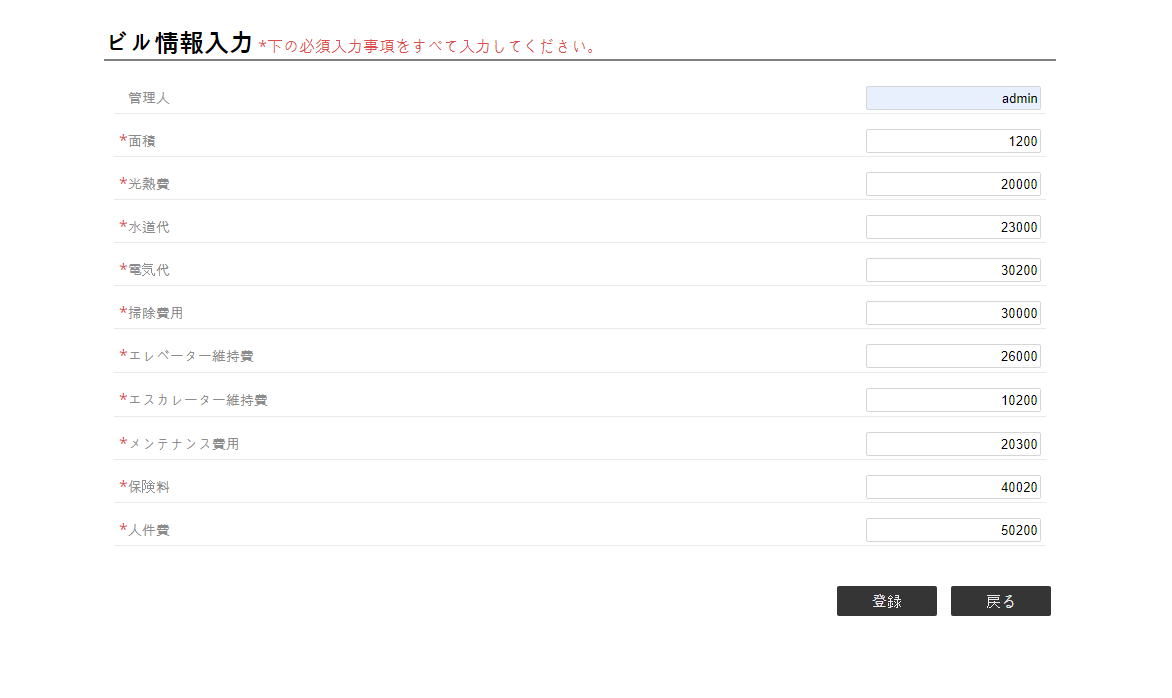 ビル情報入力 *下の必須入力事項をすべて入力してください。
管理人 admin
*面積 1200
*光熱費 20000
*水道代 23000
*電気代 30200
*掃除費用 30000
*エレベーター維持費 26000
*エスカレーター維持費 10200
*メンテナンス費用 20300
*保険料 40020
*人件費 50200
登録 戻る